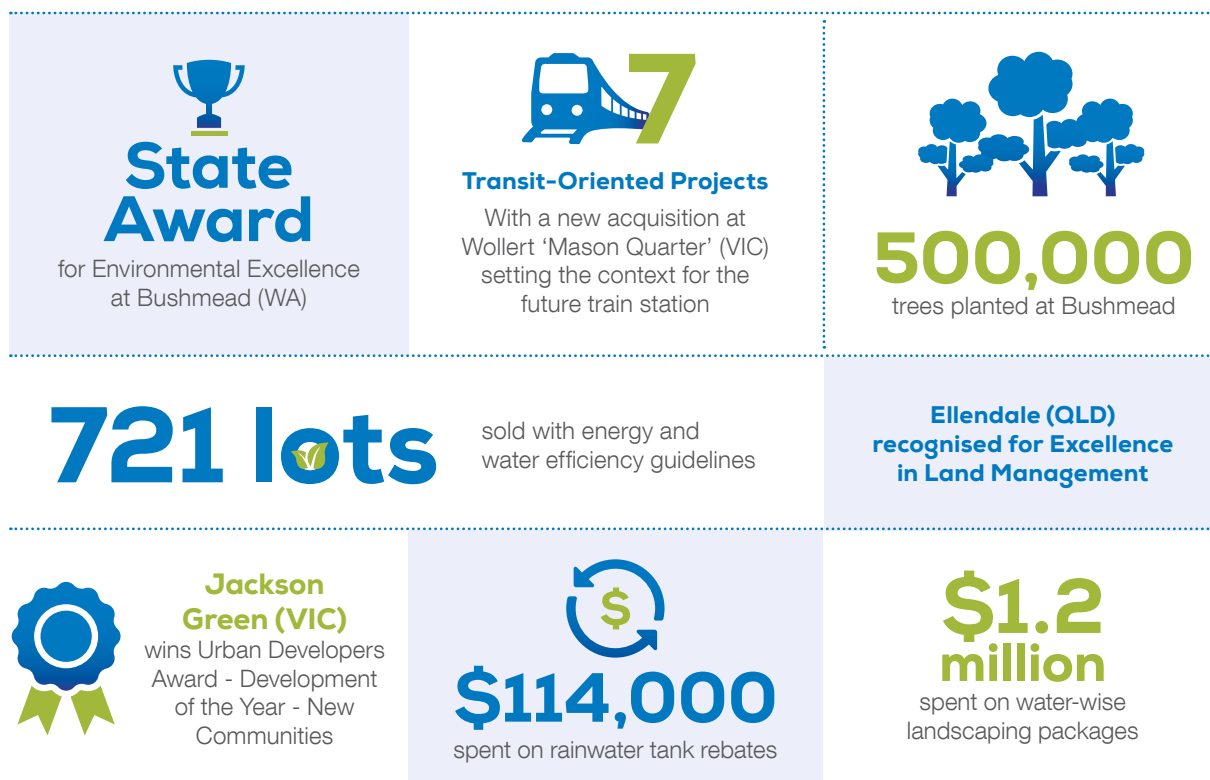 State
Award
for Environmental Excellence
at Bushmead (WA)
7
Transit-Oriented Projects
With a new acquisition at
Wollert ‘Mason Quarter’ (VIC)
setting the context for the
future train station
500,000
trees planted at Bushmead
721 lots
sold with energy and
water efficiency guidelines
Ellendale (QLD)
recognised for Excellence
in Land Management
Jackson
Green (VIC)
wins Urban Developers
Award - Development
of the Year - New
Communities
$
$114,000
spent on rainwater tank rebates
$1.2
million
spent on water-wise
landscaping packages